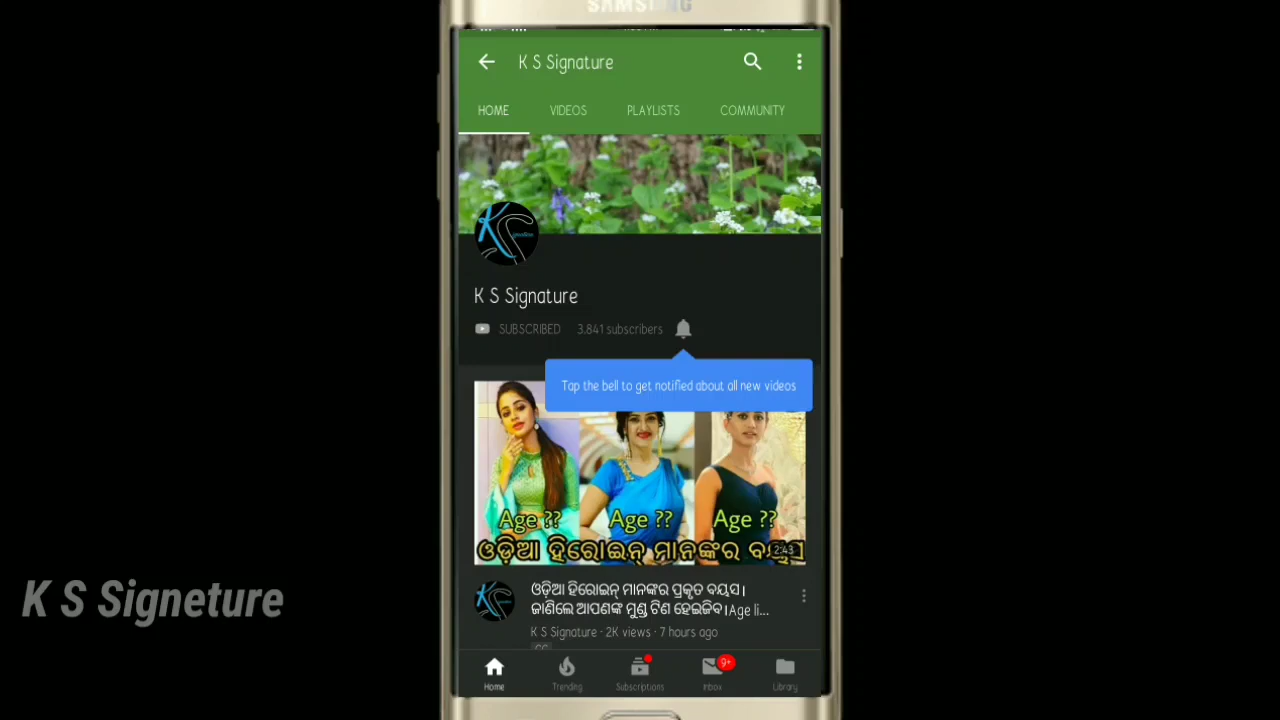 SAMSUNG
K S Signature
HOME VIDEOS PLAYLISTS COMMUNITY
K S Signature
SUBSCRIBED 3,841 subscribers
Tap the bell to get notified about all new videos
Age ?? Age ?? Age ??
ଓଡ଼ିଆ ହିରୋଇନ୍ ମାନଙ୍କର ବୟସ
2:43
ଓଡ଼ିଆ ହିରୋଇନ୍ ମାନଙ୍କର ପ୍ରକୃତ ବୟସ।
ଜାଣିଲେ ଆପଣଙ୍କ ମୁଣ୍ଡ ଟିଣ ହେଇଜିବ।Age li...
K S Signature · 2K views · 7 hours ago
CC
K S Signeture
9+
Home Trending Subscriptions Inbox Library